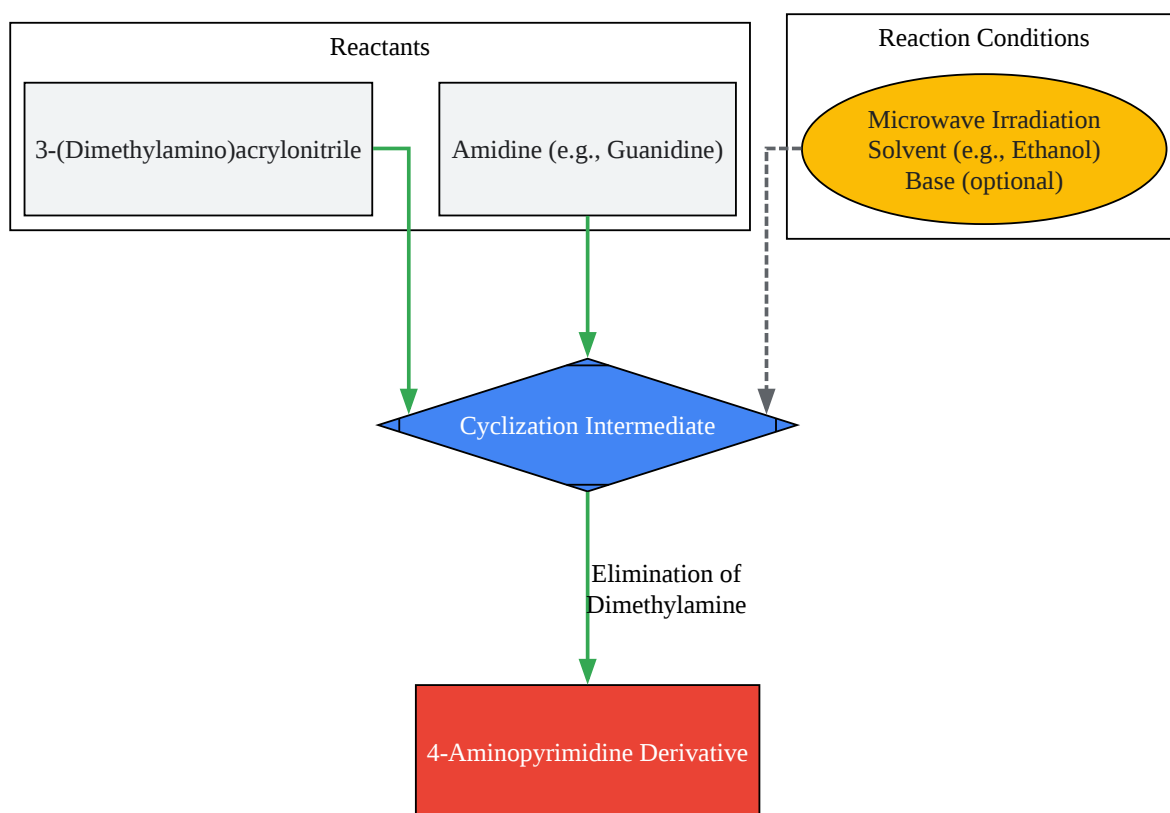 Reactants
Reaction Conditions
3-(Dimethylamino)acrylonitrile
Amidine (e.g., Guanidine)
Microwave Irradiation
Solvent (e.g., Ethanol)
Base (optional)
Cyclization Intermediate
Elimination of
Dimethylamine
4-Aminopyrimidine Derivative